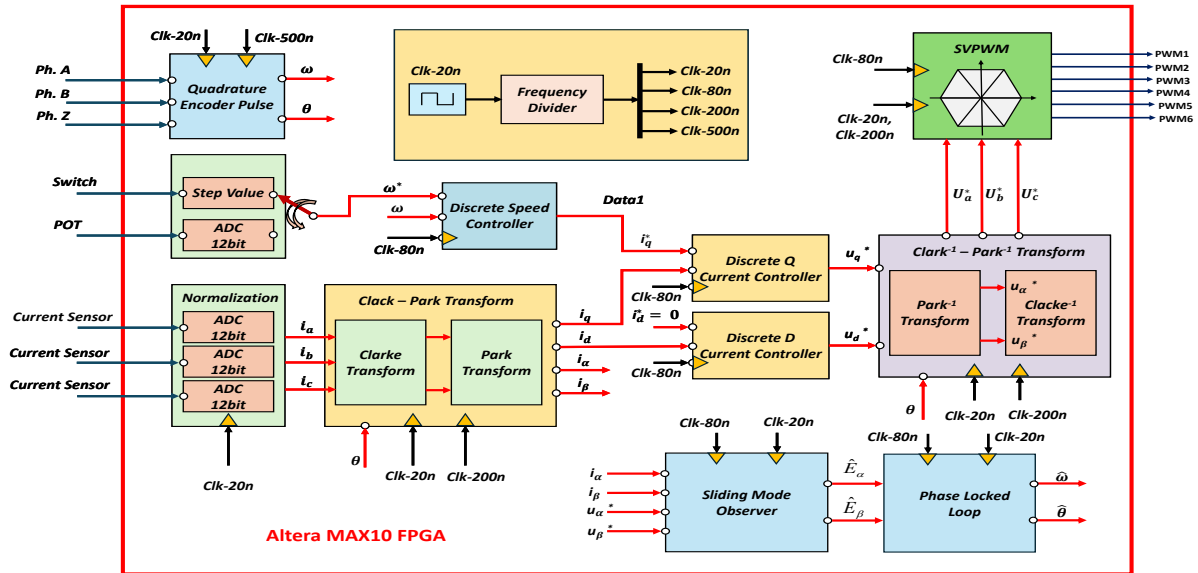 Clk-20n
Clk-500n
Ph. A
Ph. B
Ph. Z
Quadrature
Encoder Pulse
ω
θ
Clk-20n
Frequency
Divider
Clk-20n
Clk-80n
Clk-200n
Clk-500n
SVPWM
Clk-80n
Clk-20n,
Clk-200n
PWM1
PWM2
PWM3
PWM4
PWM5
PWM6
U*a
U*b
U*c
Switch
POT
Step Value
ADC
12bit
ω*
ω
Clk-80n
Discrete Speed
Controller
Data1
i*q
Clk-80n
Discrete Q
Current Controller
uq*
Normalization
Current Sensor
Current Sensor
Current Sensor
ADC
12bit
ADC
12bit
ADC
12bit
Clk-20n
ia
ib
ic
Clack – Park Transform
Clarke
Transform
Park
Transform
θ
Clk-20n
Clk-200n
iq
id
iα
iβ
i*d = 0
Clk-80n
Discrete D
Current Controller
ud*
Clark-1 – Park-1 Transform
Park-1
Transform
uα*
Clacke-1
Transform
uβ*
θ
Clk-20n
Clk-200n
Clk-80n
Clk-20n
iα
iβ
uα*
uβ*
Sliding Mode
Observer
Êα
Êβ
Clk-80n
Clk-20n
Phase Locked
Loop
ω̂
θ̂
Altera MAX10 FPGA